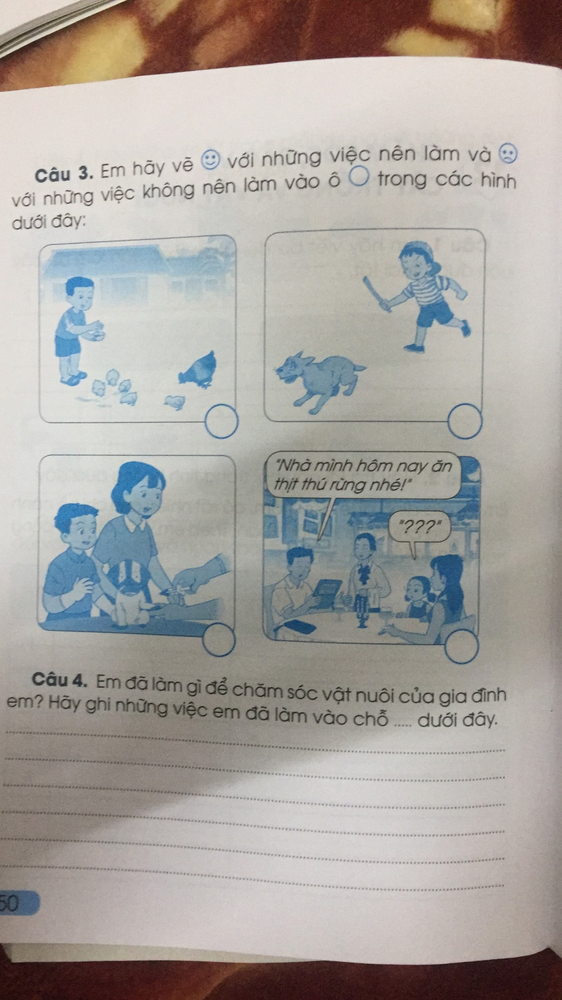 Câu 3. Em hãy vẽ với những việc nên làm và
với những việc không nên làm vào ô trong các hình
dưới đây:
"Nhà mình hôm nay ăn
thịt thú rừng nhé!"
"???"
Câu 4. Em đã làm gì để chăm sóc vật nuôi của gia đình
em? Hãy ghi những việc em đã làm vào chỗ ..... dưới đây.
50